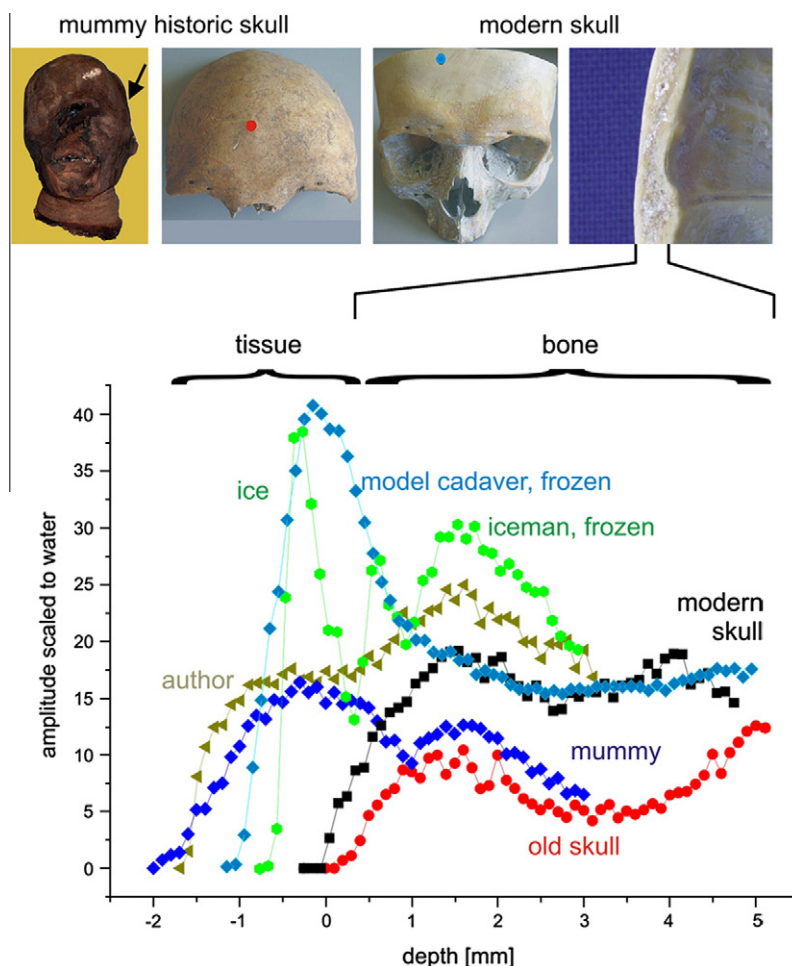 mummy historic skull
modern skull
tissue
bone
ice
model cadaver, frozen
iceman, frozen
modern
skull
author
mummy
old skull
amplitude scaled to water
40
35
30
25
20
15
10
5
0
-2
-1
0
1
2
3
4
5
depth [mm]